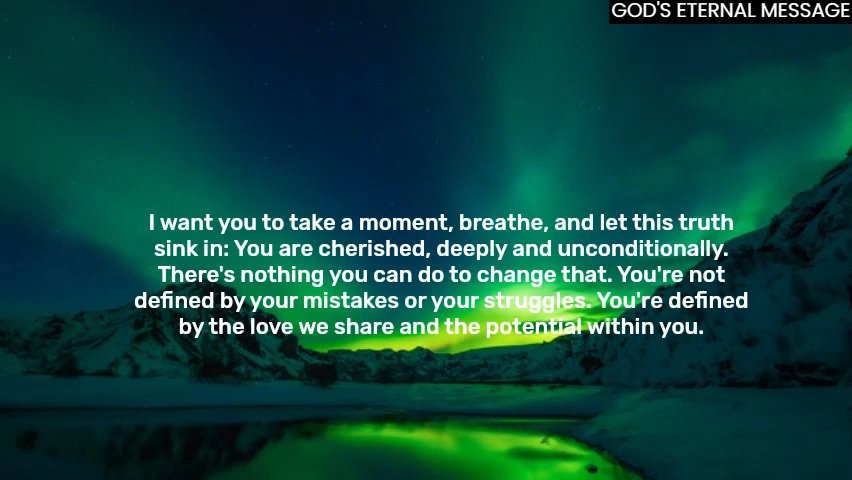 GOD'S ETERNAL MESSAGE
I want you to take a moment, breathe, and let this truth
sink in: You are cherished, deeply and unconditionally.
There's nothing you can do to change that. You're not
defined by your mistakes or your struggles. You're defined
by the love we share and the potential within you.